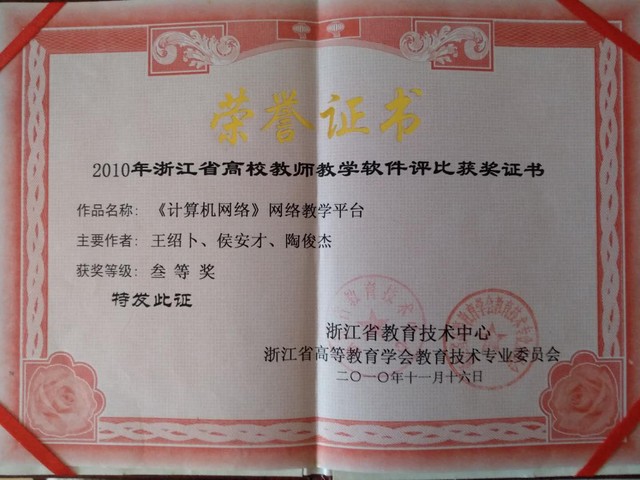 荣誉证书
2010年浙江省高校教师教学软件评比获奖证书
作品名称：《计算机网络》网络教学平台
主要作者：王绍卜、侯安才、陶俊杰
获奖等级：叁等奖
特发此证
浙江省教育技术中心
浙江省高等教育学会教育技术专业委员会
二〇一〇年十一月十六日